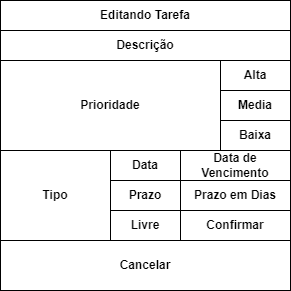 Editando Tarefa
Descrição
Prioridade
Alta
Media
Baixa
Tipo
Data
Data de
Vencimento
Prazo
Prazo em Dias
Livre
Confirmar
Cancelar